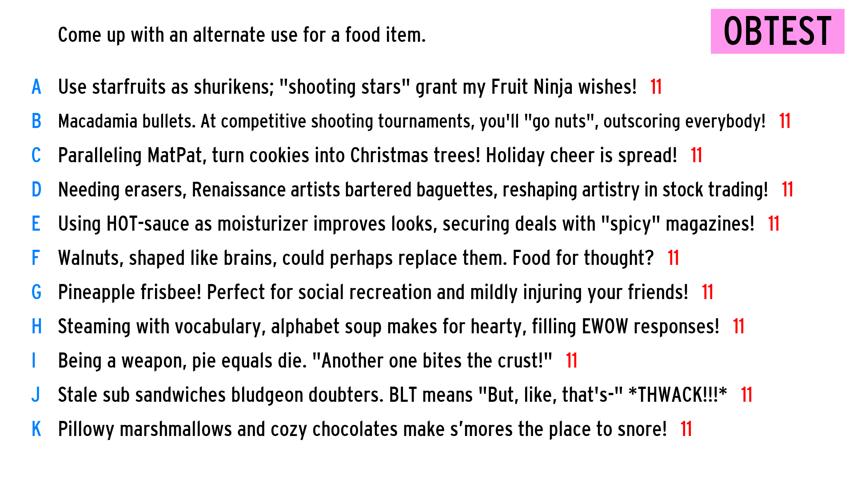 Come up with an alternate use for a food item.
OBTEST
A Use starfruits as shurikens; "shooting stars" grant my Fruit Ninja wishes! 11
B Macadamia bullets. At competitive shooting tournaments, you'll "go nuts", outscoring everybody! 11
C Paralleling MatPat, turn cookies into Christmas trees! Holiday cheer is spread! 11
D Needing erasers, Renaissance artists bartered baguettes, reshaping artistry in stock trading! 11
E Using HOT-sauce as moisturizer improves looks, securing deals with "spicy" magazines! 11
F Walnuts, shaped like brains, could perhaps replace them. Food for thought? 11
G Pineapple frisbee! Perfect for social recreation and mildly injuring your friends! 11
H Steaming with vocabulary, alphabet soup makes for hearty, filling EWOW responses! 11
I Being a weapon, pie equals die. "Another one bites the crust!" 11
J Stale sub sandwiches bludgeon doubters. BLT means "But, like, that's-" *THWACK!!!* 11
K Pillowy marshmallows and cozy chocolates make s’mores the place to snore! 11